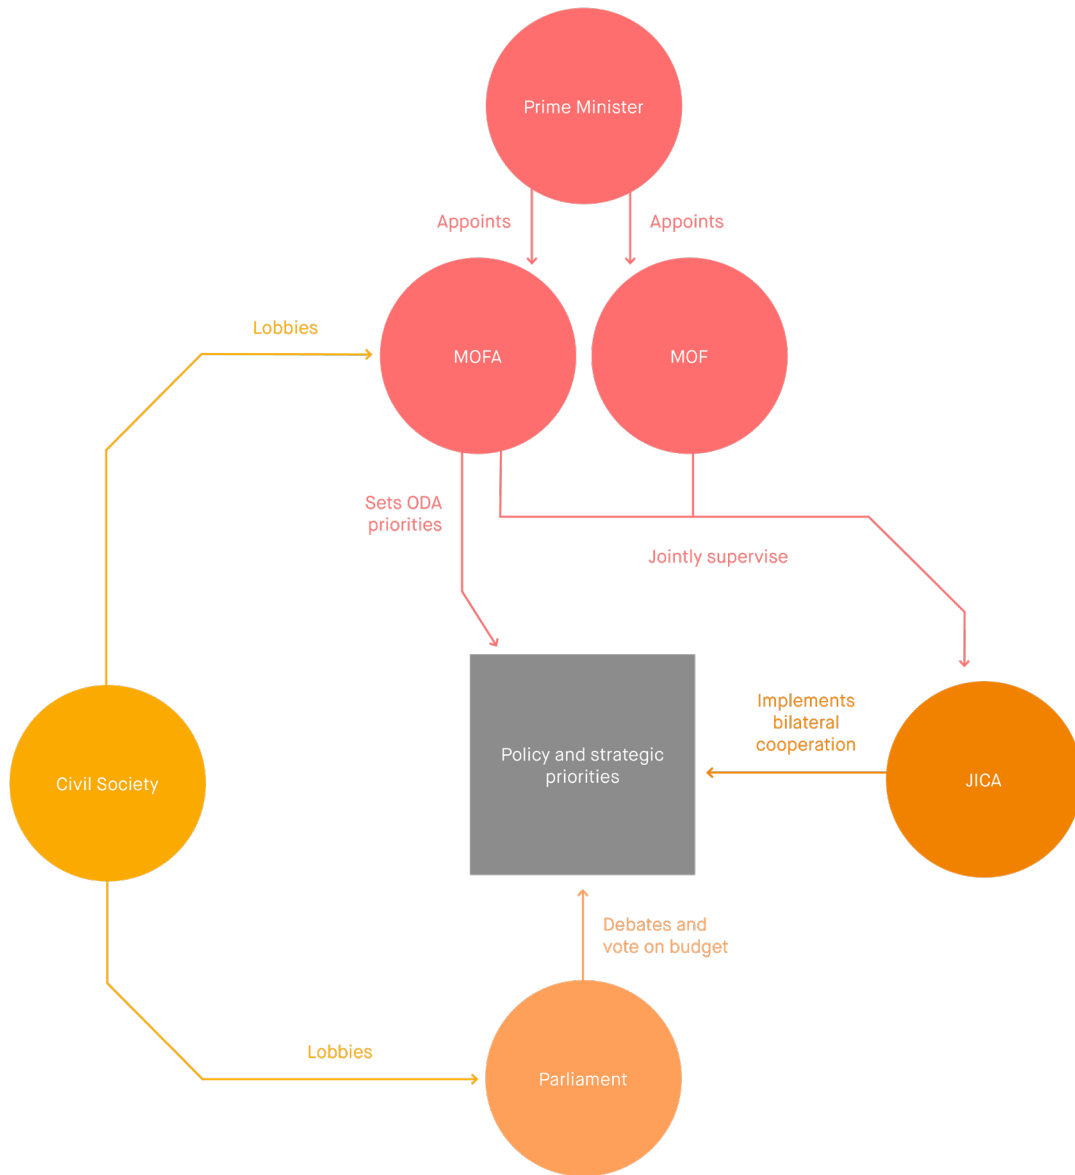 Prime Minister
Appoints
Appoints
Lobbies
MOFA
MOF
Sets ODA
priorities
Jointly supervise
Implements
bilateral
cooperation
Policy and strategic
priorities
Civil Society
JICA
Debates and
vote on budget
Lobbies
Parliament